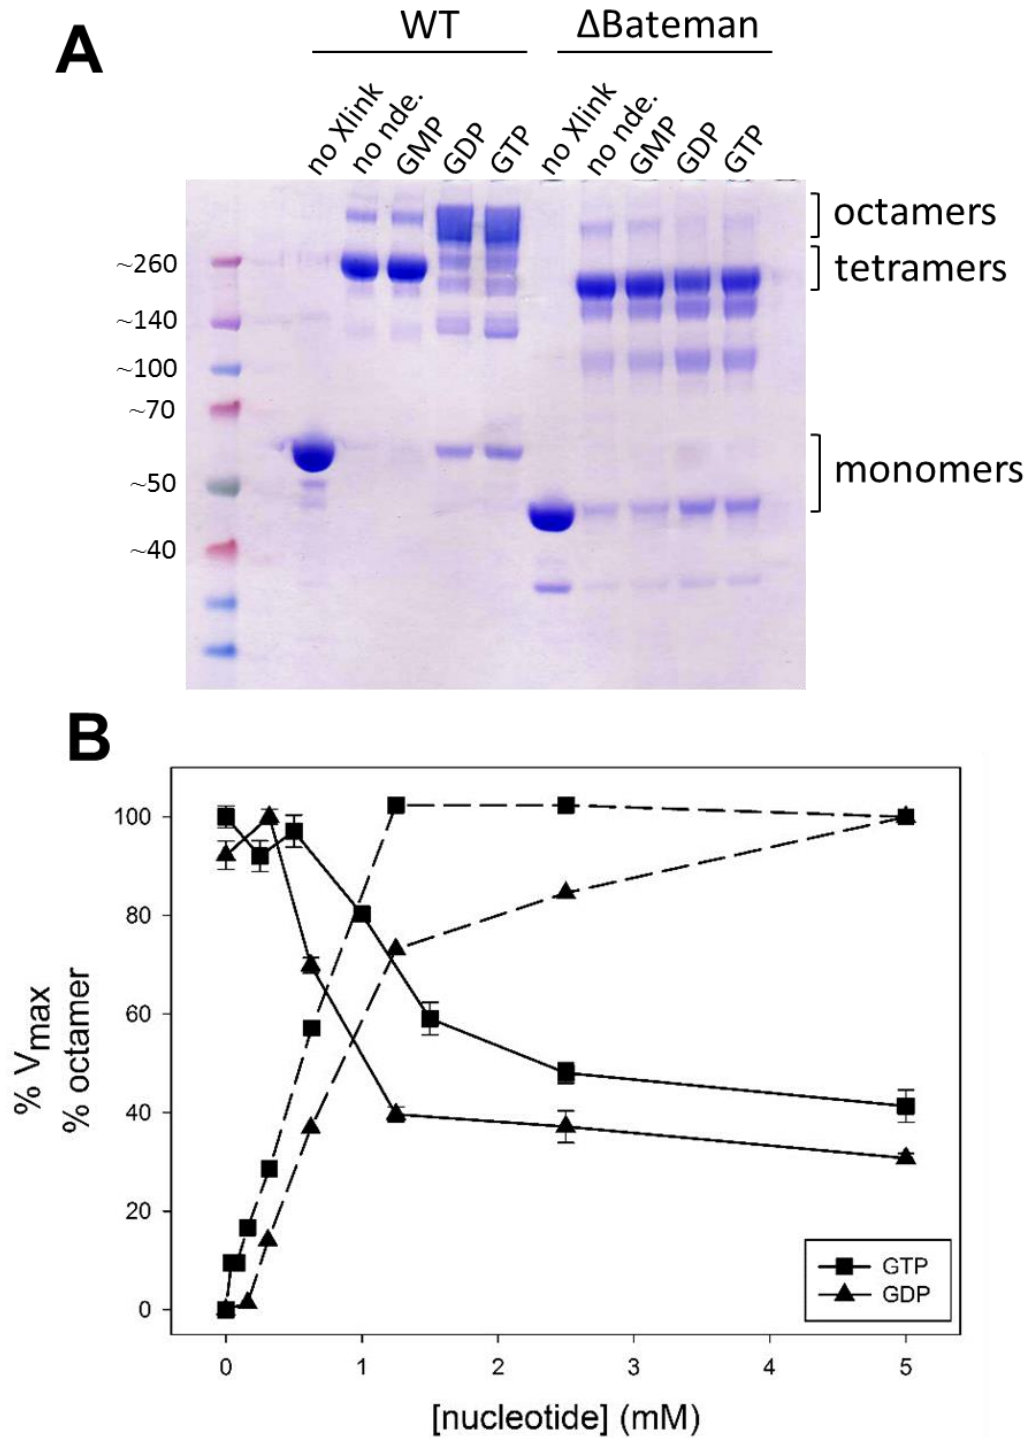 A
WT ΔBateman
no Xlink no nde. GMP GDP GTP no Xlink no nde. GMP GDP GTP
octamers
~260 tetramers
~140
~100
~70
monomers
~50
~40
B
100
80
60
40
20
0
% Vmax
% octamer
GTP
GDP
0 1 2 3 4 5
[nucleotide] (mM)